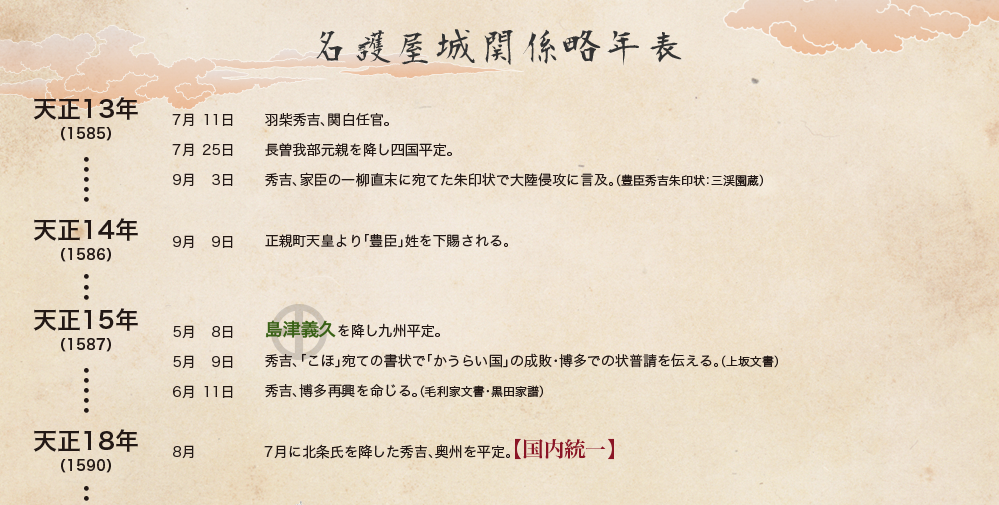 名護屋城関係略年表
天正13年
(1585)
7月 11日 羽柴秀吉、関白任官。
7月 25日 長曽我部元親を降し四国平定。
9月 3日 秀吉、家臣の一柳直末に宛てた朱印状で大陸侵攻に言及。(豊臣秀吉朱印状:三渓園蔵)
天正14年
(1586)
9月 9日 正親町天皇より「豊臣」姓を下賜される。
天正15年
(1587)
5月 8日 島津義久を降し九州平定。
5月 9日 秀吉、「こほ」宛ての書状で「かうらい国」の成敗・博多での状普請を伝える。(上坂文書)
6月 11日 秀吉、博多再興を命じる。(毛利家文書・黒田家譜)
天正18年
(1590)
8月 7月に北条氏を降した秀吉、奥州を平定。【国内統一】